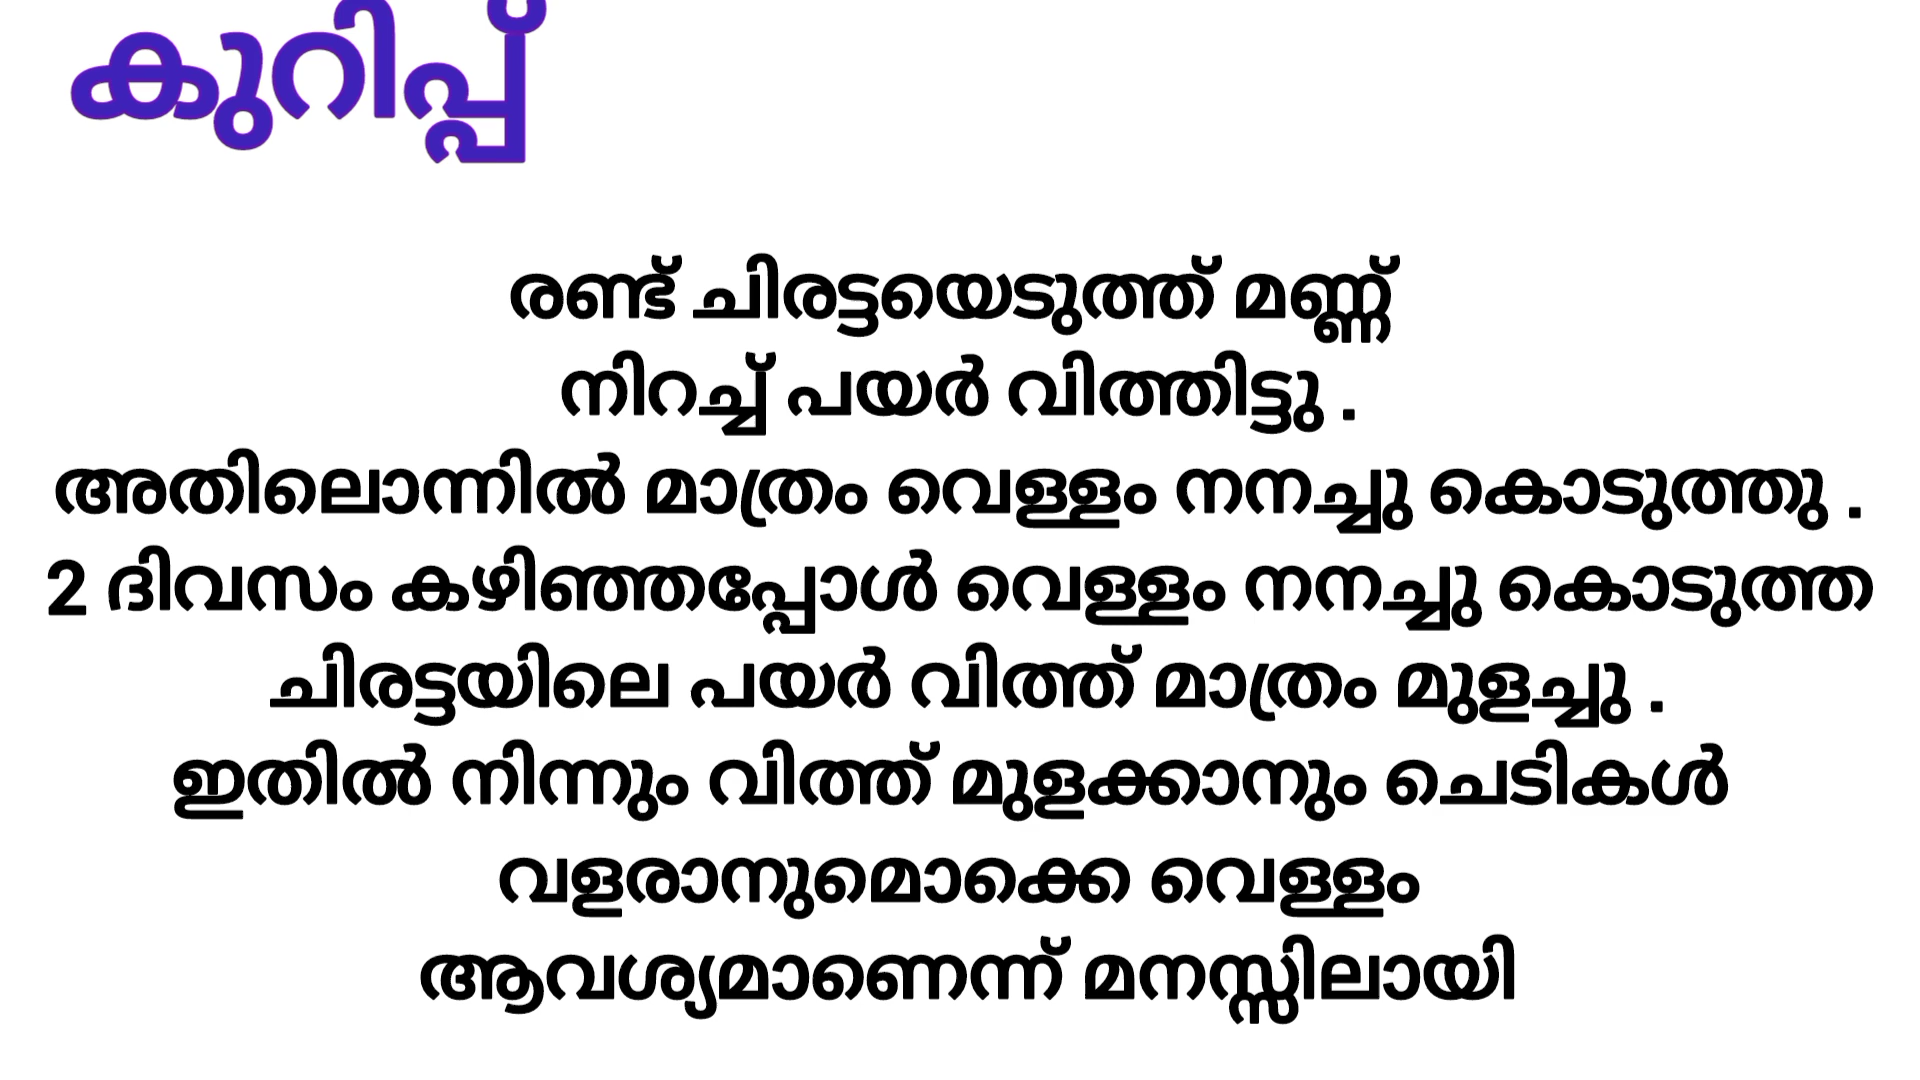 കുറിപ്പ്
രണ്ട് ചിരട്ടയെടുത്ത് മണ്ണ്
നിറച്ച് പയർ വിത്തിട്ടു .
അതിലൊന്നിൽ മാത്രം വെള്ളം നനച്ചു കൊടുത്തു .
2 ദിവസം കഴിഞ്ഞപ്പോൾ വെള്ളം നനച്ചു കൊടുത്ത
ചിരട്ടയിലെ പയർ വിത്ത് മാത്രം മുളച്ചു .
ഇതിൽ നിന്നും വിത്ത് മുളക്കാനും ചെടികൾ
വളരാനുമൊക്കെ വെള്ളം
ആവശ്യമാണെന്ന് മനസ്സിലായി